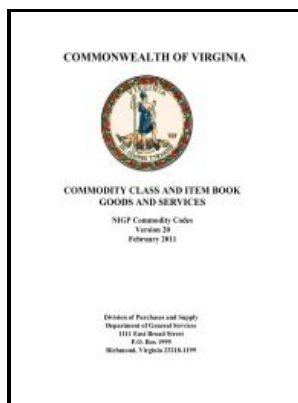 COMMONWEALTH OF VIRGINIA
VIRGINIA
COMMODITY CLASS AND ITEM BOOK
GOODS AND SERVICES
NIGP Commodity Codes
Version 20
February 2011
Division of Purchases and Supply
Department of General Services
1111 East Broad Street
P.O. Box 1199
Richmond, Virginia 23218-1199